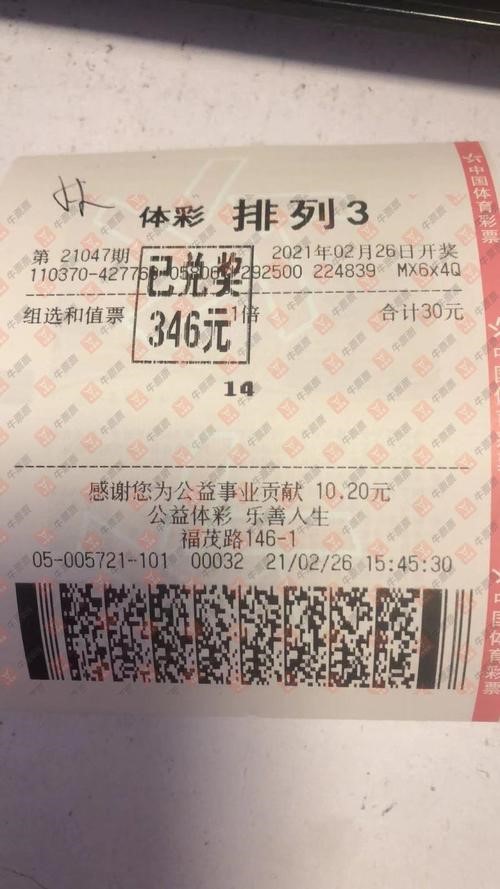 体彩 排列3
第 21047期 2021年02月26日开奖
292500 224839 MX6x4Q
已兑奖
346元
组选和值票 1倍 合计30元
14
感谢您为公益事业贡献 10.20元
公益体彩 乐善人生
福茂路146-1
05-005721-101 00032 21/02/26 15:45:30
中国体育彩票
牛图票